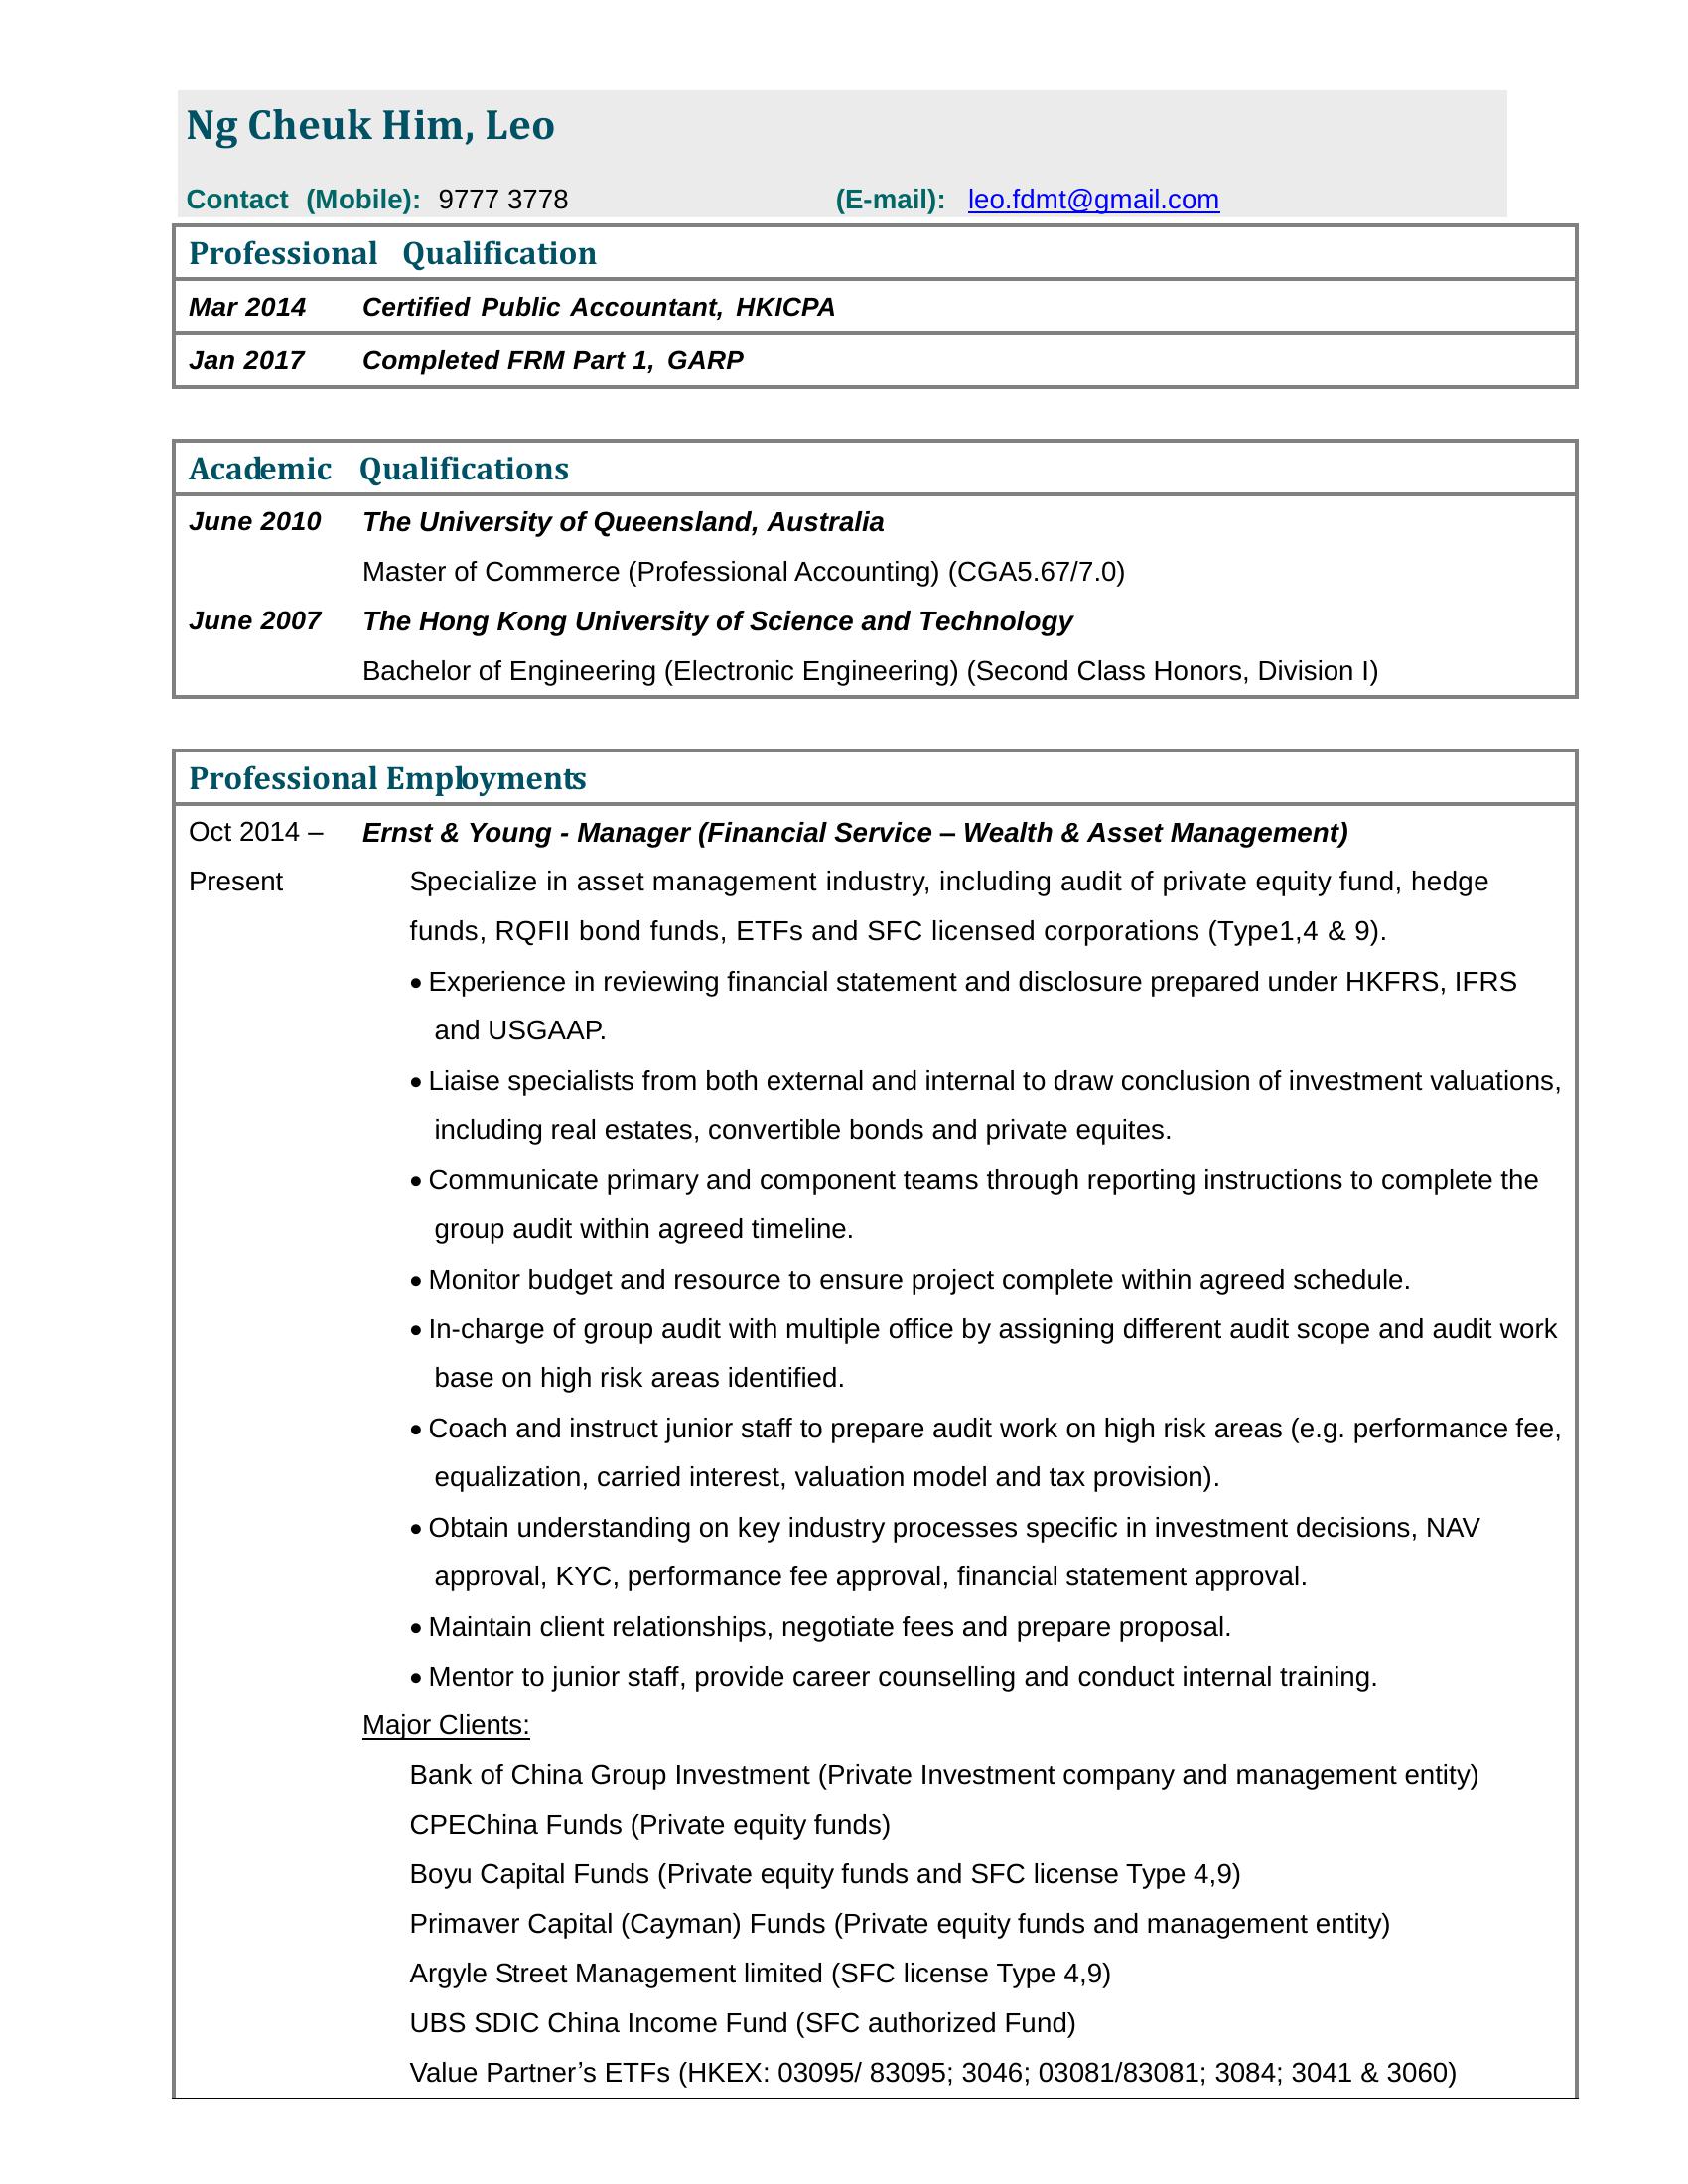 Ng Cheuk Him, Leo
Contact (Mobile): 9777 3778 (E-mail): leo.fdmt@gmail.com
Professional Qualification
Mar 2014 Certified Public Accountant, HKICPA
Jan 2017 Completed FRM Part 1, GARP
Academic Qualifications
June 2010 The University of Queensland, Australia
Master of Commerce (Professional Accounting) (CGA5.67/7.0)
June 2007 The Hong Kong University of Science and Technology
Bachelor of Engineering (Electronic Engineering) (Second Class Honors, Division I)
Professional Employments
Oct 2014 – Ernst & Young - Manager (Financial Service – Wealth & Asset Management)
Present Specialize in asset management industry, including audit of private equity fund, hedge
funds, RQFII bond funds, ETFs and SFC licensed corporations (Type1,4 & 9).
• Experience in reviewing financial statement and disclosure prepared under HKFRS, IFRS
and USGAAP.
• Liaise specialists from both external and internal to draw conclusion of investment valuations,
including real estates, convertible bonds and private equites.
• Communicate primary and component teams through reporting instructions to complete the
group audit within agreed timeline.
• Monitor budget and resource to ensure project complete within agreed schedule.
• In-charge of group audit with multiple office by assigning different audit scope and audit work
base on high risk areas identified.
• Coach and instruct junior staff to prepare audit work on high risk areas (e.g. performance fee,
equalization, carried interest, valuation model and tax provision).
• Obtain understanding on key industry processes specific in investment decisions, NAV
approval, KYC, performance fee approval, financial statement approval.
• Maintain client relationships, negotiate fees and prepare proposal.
• Mentor to junior staff, provide career counselling and conduct internal training.
Major Clients:
Bank of China Group Investment (Private Investment company and management entity)
CPEChina Funds (Private equity funds)
Boyu Capital Funds (Private equity funds and SFC license Type 4,9)
Primaver Capital (Cayman) Funds (Private equity funds and management entity)
Argyle Street Management limited (SFC license Type 4,9)
UBS SDIC China Income Fund (SFC authorized Fund)
Value Partner’s ETFs (HKEX: 03095/ 83095; 3046; 03081/83081; 3084; 3041 & 3060)